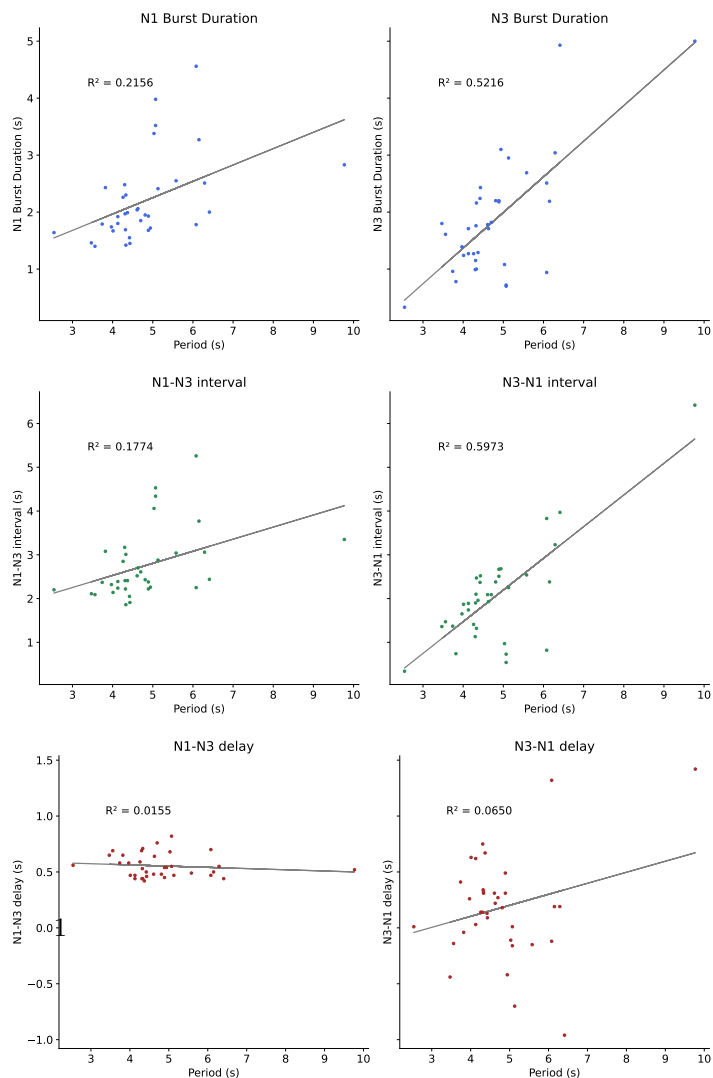 N1 Burst Duration
N1 Burst Duration (s)
5
4
3
2
1
R² = 0.2156
3 4 5 6 7 8 9 10
Period (s)
N3 Burst Duration
N3 Burst Duration (s)
R² = 0.5216
3 4 5 6 7 8 9 10
Period (s)
N1-N3 interval
N1-N3 interval (s)
6
5
4
3
2
1
R² = 0.1774
3 4 5 6 7 8 9 10
Period (s)
N3-N1 interval
N3-N1 interval (s)
R² = 0.5973
3 4 5 6 7 8 9 10
Period (s)
N1-N3 delay
N1-N3 delay (s)
1.5
1.0
0.5
0.0
−0.5
−1.0
R² = 0.0155
3 4 5 6 7 8 9 10
Period (s)
N3-N1 delay
N3-N1 delay (s)
R² = 0.0650
3 4 5 6 7 8 9 10
Period (s)